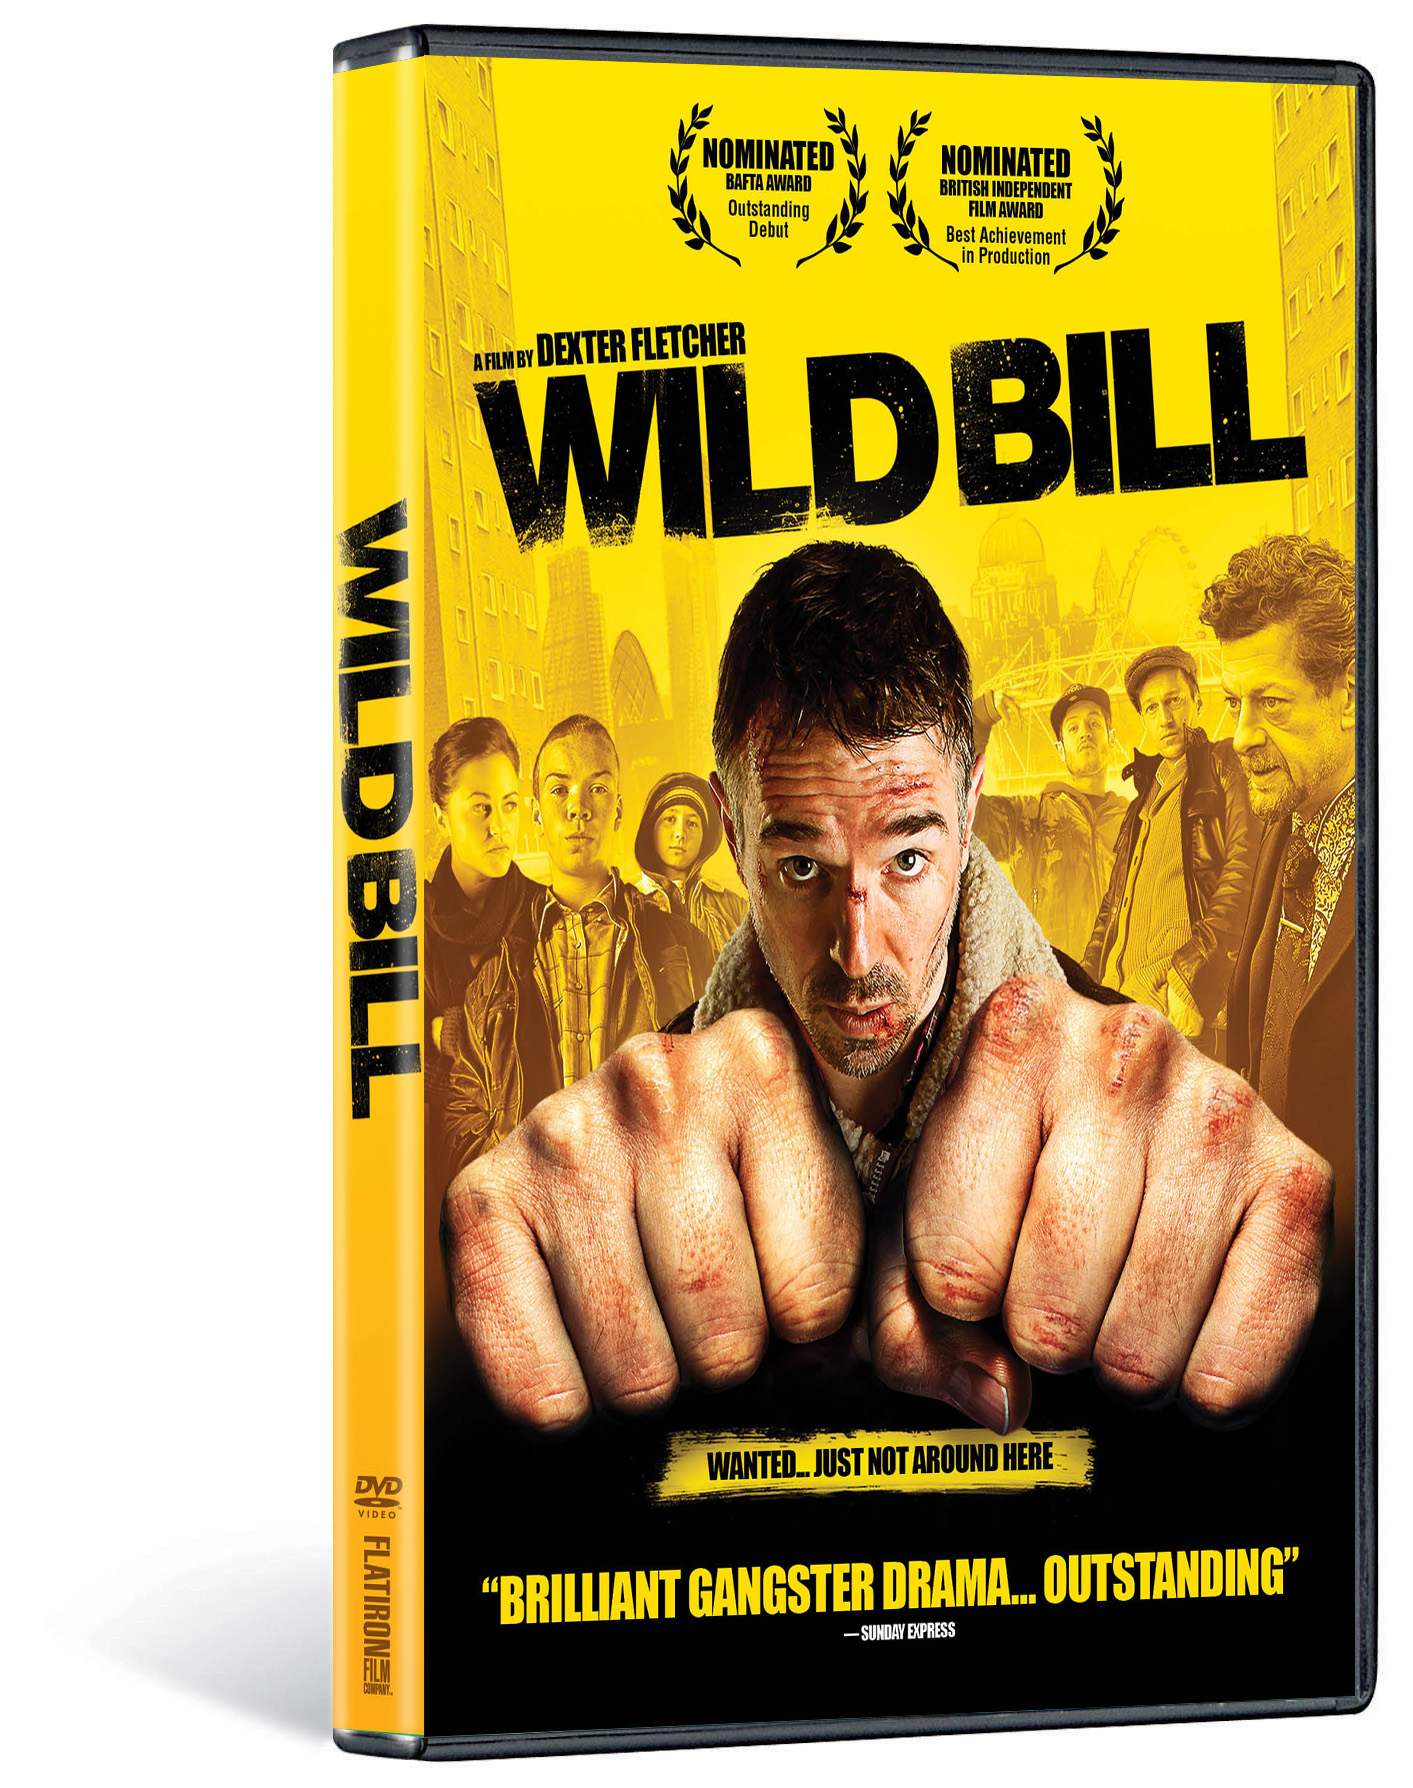 NOMINATED
BAFTA AWARD
Outstanding
Debut
NOMINATED
BRITISH INDEPENDENT
FILM AWARD
Best Achievement
in Production
A FILM BY DEXTER FLETCHER
WILD BILL
WANTED... JUST NOT AROUND HERE
“BRILLIANT GANGSTER DRAMA... OUTSTANDING”
—SUNDAY EXPRESS
WILD BILL
DVD
VIDEO
FLATIRON
FILM
COMPANY™